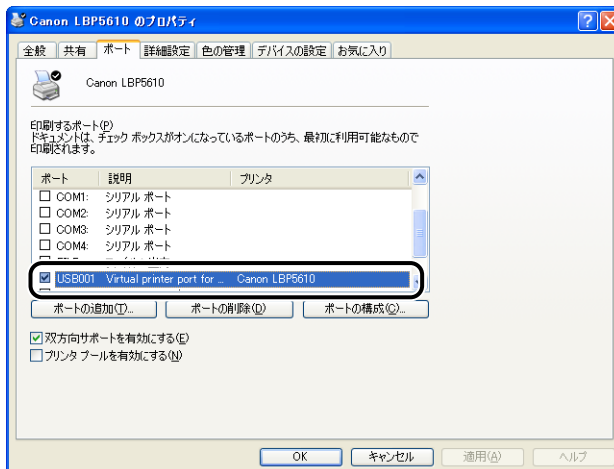 Canon LBP5610 のプロパティ
全般 共有 ポート 詳細設定 色の管理 デバイスの設定 お気に入り
Canon LBP5610
印刷するポート(P)
ドキュメントは、チェック ボックスがオンになっているポートのうち、最初に利用可能なもので
印刷されます。
ポート 説明 プリンタ
COM1: シリアル ポート
COM2: シリアル ポート
COM3: シリアル ポート
COM4: シリアル ポート
USB001 Virtual printer port for ... Canon LBP5610
ポートの追加(T)... ポートの削除(D) ポートの構成(C)...
双方向サポートを有効にする(E)
プリンタ プールを有効にする(N)
OK キャンセル 適用(A) ヘルプ